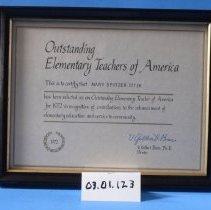 Outstanding
Elementary Teachers of America
This is to certify that MARY SPITZER
has been selected as an Outstanding Elementary Teacher of America
for 1972 in recognition of contributions to the advancement of
elementary education and service to community.
1972
Director
03.01.123